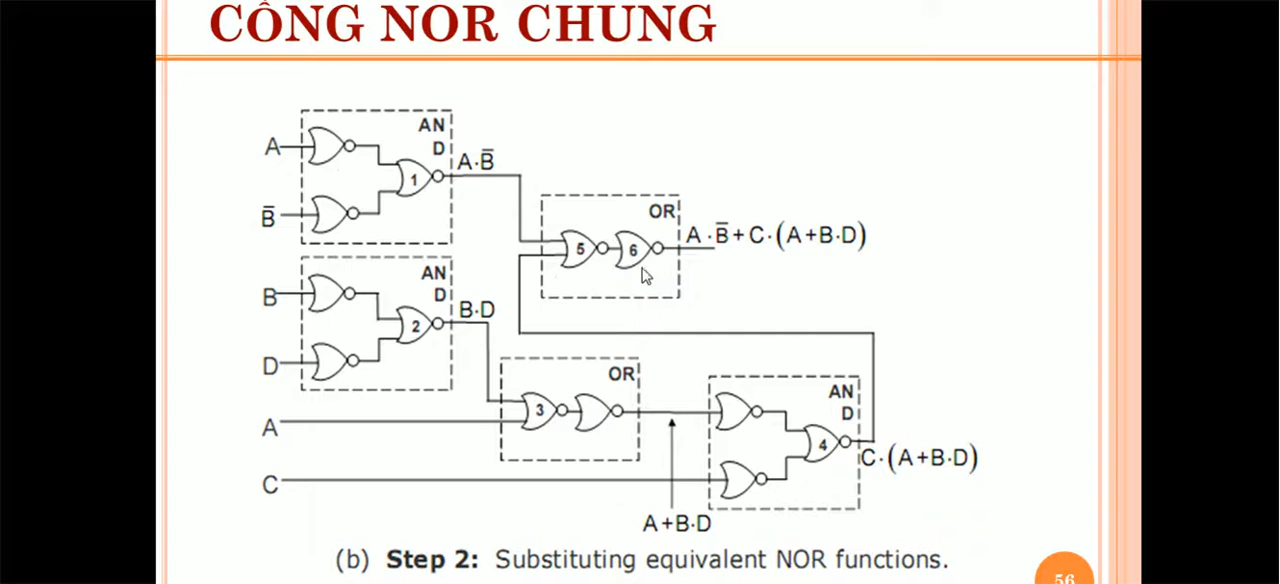 CỔNG NOR CHUNG
AN
D
A
1
A·B̅
B̅
OR
5
6
A·B̅+C·(A+B·D)
AN
D
B
2
B·D
D
OR
AN
D
3
A
4
C·(A+B·D)
C
A+B·D
(b) Step 2: Substituting equivalent NOR functions.
56